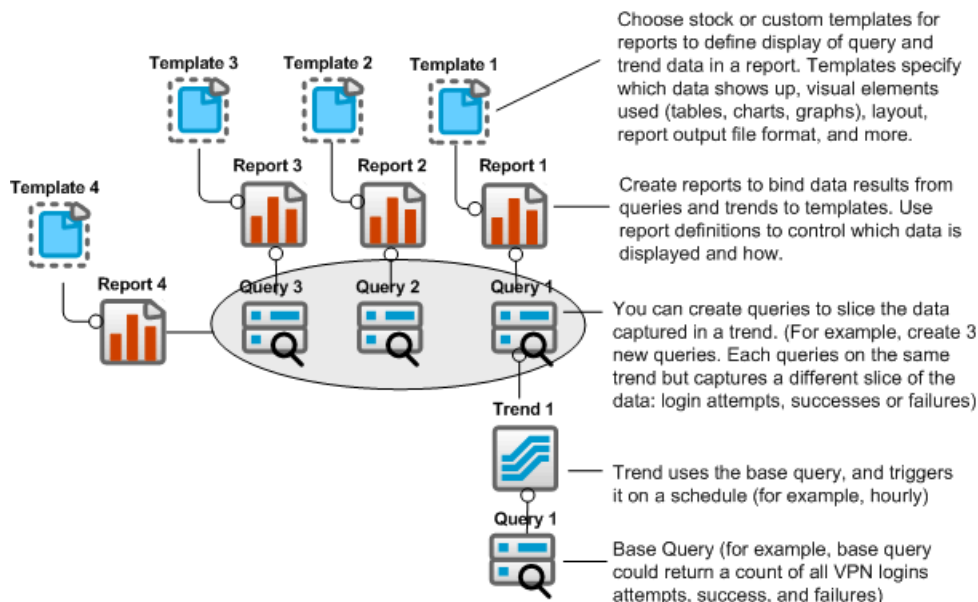 Choose stock or custom templates for
reports to define display of query and
trend data in a report. Templates specify
which data shows up, visual elements
used (tables, charts, graphs), layout,
report output file format, and more.
Template 3
Template 2
Template 1
Report 3
Report 2
Report 1
Template 4
Create reports to bind data results from
queries and trends to templates. Use
report definitions to control which data is
displayed and how.
Report 4
Query 3
Query 2
Query 1
You can create queries to slice the data
captured in a trend. (For example, create 3
new queries. Each queries on the same
trend but captures a different slice of the
data: login attempts, successes or failures)
Trend 1
Trend uses the base query, and triggers
it on a schedule (for example, hourly)
Query 1
Base Query (for example, base query
could return a count of all VPN logins
attempts, success, and failures)